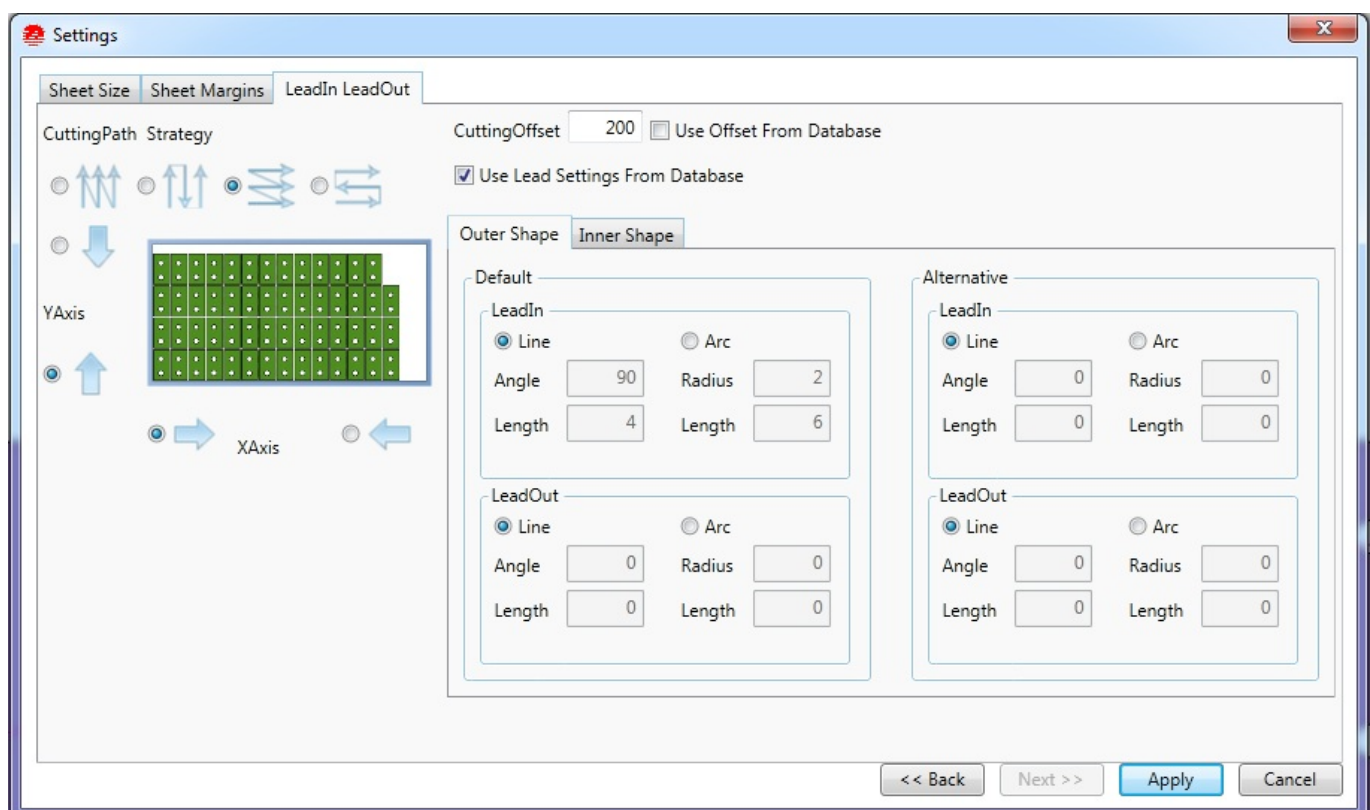 Settings
Sheet Size Sheet Margins LeadIn LeadOut
CuttingPath Strategy
CuttingOffset 200 Use Offset From Database
Use Lead Settings From Database
Outer Shape Inner Shape
YAxis
XAxis
Default
LeadIn
Line Arc
Angle 90 Radius 2
Length 4 Length 6
LeadOut
Line Arc
Angle 0 Radius 0
Length 0 Length 0
Alternative
LeadIn
Line Arc
Angle 0 Radius 0
Length 0 Length 0
LeadOut
Line Arc
Angle 0 Radius 0
Length 0 Length 0
<< Back Next >> Apply Cancel